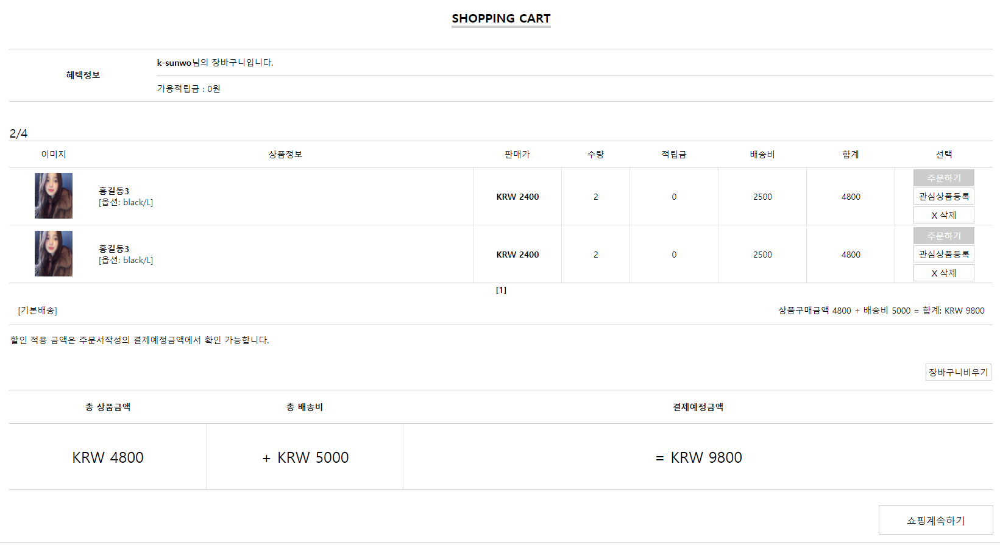 SHOPPING CART
혜택정보
k-sunwo님의 장바구니입니다.
가용적립금 : 0원
2/4
이미지 상품정보 판매가 수량 적립금 배송비 합계 선택
홍길동3
[옵션: black/L]
KRW 2400 2 0 2500 4800
주문하기
관심상품등록
X 삭제
홍길동3
[옵션: black/L]
KRW 2400 2 0 2500 4800
주문하기
관심상품등록
X 삭제
[1]
[기본배송] 상품구매금액 4800 + 배송비 5000 = 합계: KRW 9800
할인 적용 금액은 주문서작성의 결제예정금액에서 확인 가능합니다.
장바구니비우기
총 상품금액 총 배송비 결제예정금액
KRW 4800 + KRW 5000 = KRW 9800
쇼핑계속하기